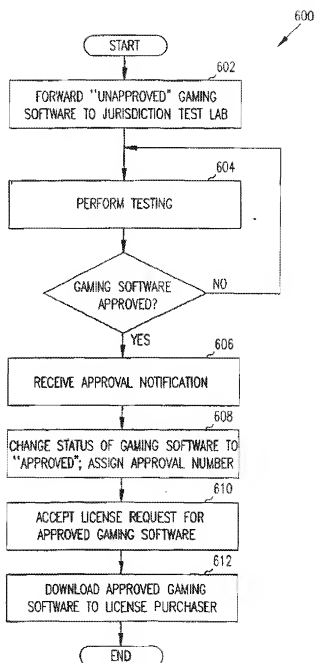 600
START
602
FORWARD "UNAPPROVED" GAMING
SOFTWARE TO JURISDICTION TEST LAB
604
PERFORM TESTING
GAMING SOFTWARE
APPROVED?
NO
YES
606
RECEIVE APPROVAL NOTIFICATION
608
CHANGE STATUS OF GAMING SOFTWARE TO
"APPROVED"; ASSIGN APPROVAL NUMBER
610
ACCEPT LICENSE REQUEST FOR
APPROVED GAMING SOFTWARE
612
DOWNLOAD APPROVED GAMING
SOFTWARE TO LICENSE PURCHASER
END